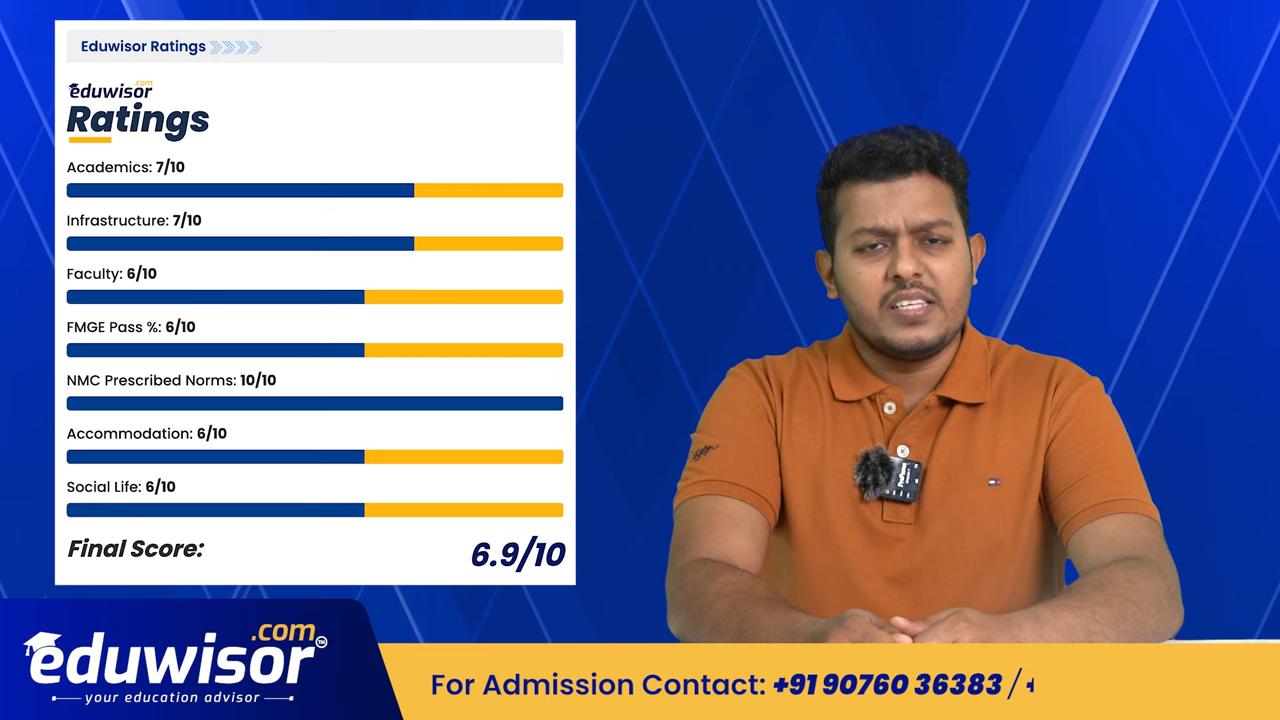 Eduwisor Ratings
eduwisor.com
Ratings
Academics: 7/10
Infrastructure: 7/10
Faculty: 6/10
FMGE Pass %: 6/10
NMC Prescribed Norms: 10/10
Accommodation: 6/10
Social Life: 6/10
Final Score: 6.9/10
eduwisor.com TM
your education advisor
For Admission Contact: +91 90760 36383 /